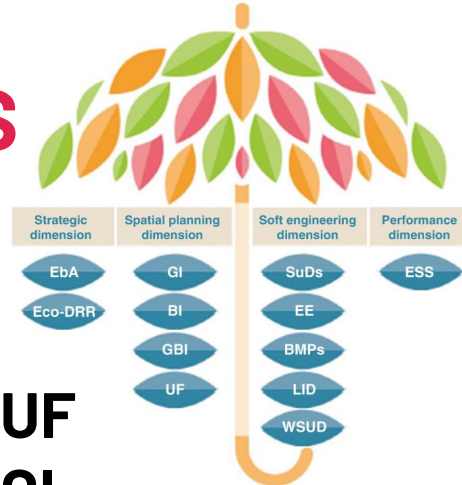 S
Strategic
dimension
Spatial planning
dimension
Soft engineering
dimension
Performance
dimension
EbA
GI
SuDs
ESS
Eco-DRR
BI
EE
GBI
BMPs
UF
LID
WSUD
UF